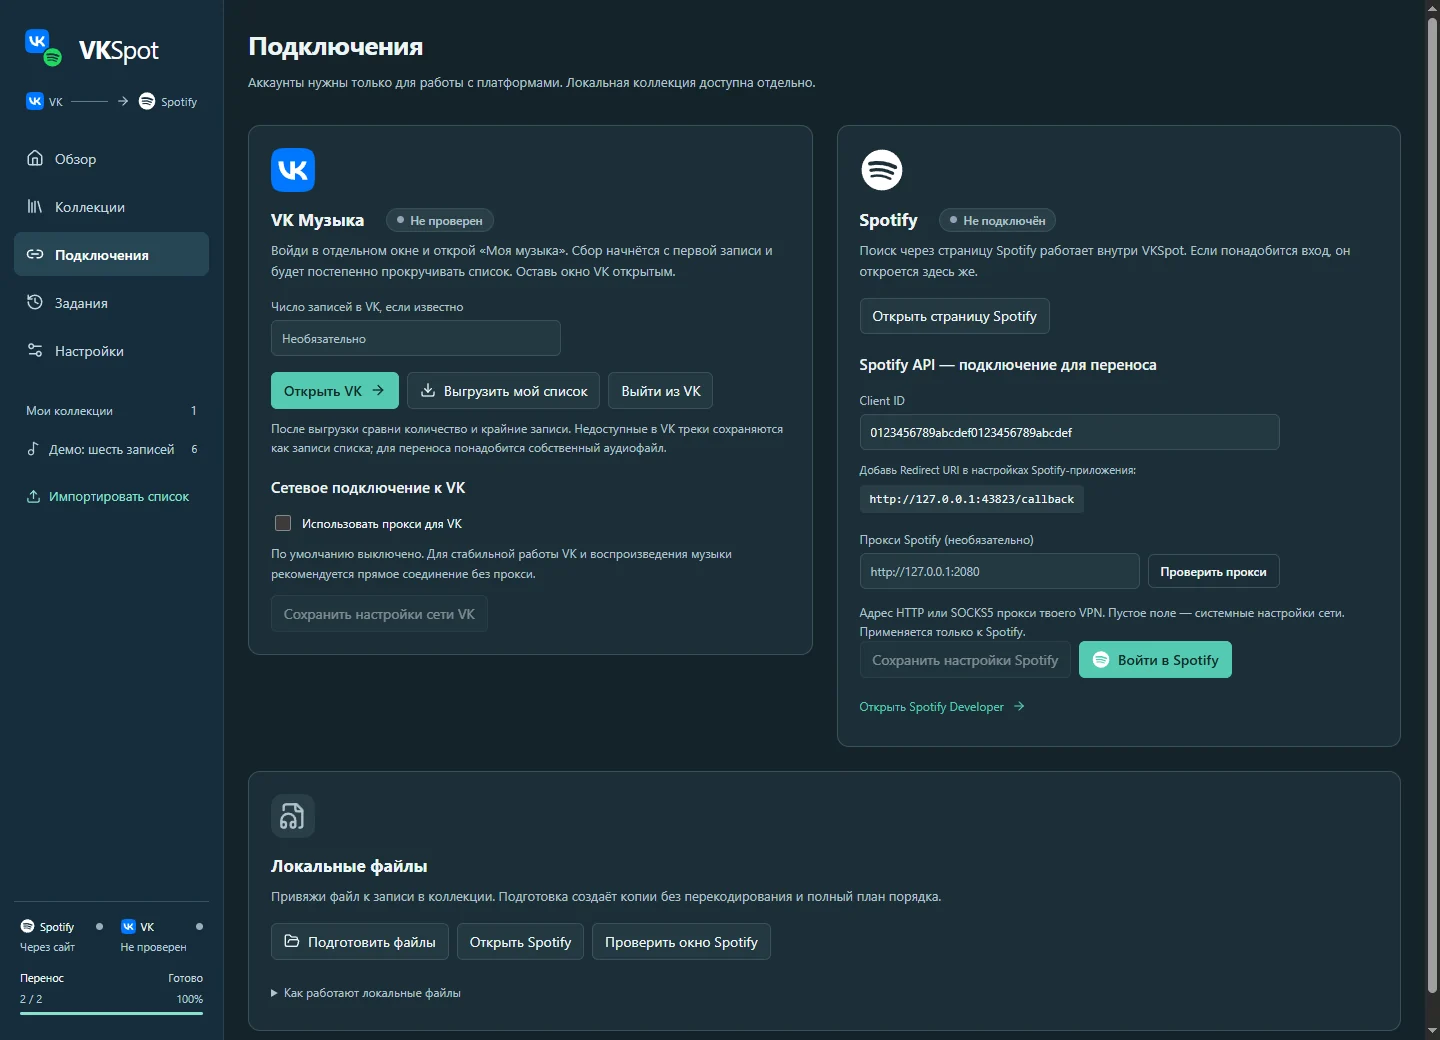 VKSpot
VK → Spotify
Обзор
Коллекции
Подключения
Задания
Настройки
Мои коллекции 1
Демо: шесть записей 6
Импортировать список
Spotify VK
Через сайт Не проверен
Перенос Готово
2 / 2 100%
Подключения
Аккаунты нужны только для работы с платформами. Локальная коллекция доступна отдельно.
VK Музыка Не проверен
Войди в отдельном окне и открой «Моя музыка». Сбор начнётся с первой записи и
будет постепенно прокручивать список. Оставь окно VK открытым.
Число записей в VK, если известно
Необязательно
Открыть VK → Выгрузить мой список Выйти из VK
После выгрузки сравни количество и крайние записи. Недоступные в VK треки сохраняются
как записи списка; для переноса понадобится собственный аудиофайл.
Сетевое подключение к VK
Использовать прокси для VK
По умолчанию выключено. Для стабильной работы VK и воспроизведения музыки
рекомендуется прямое соединение без прокси.
Сохранить настройки сети VK
Spotify Не подключён
Поиск через страницу Spotify работает внутри VKSpot. Если понадобится вход, он
откроется здесь же.
Открыть страницу Spotify
Spotify API — подключение для переноса
Client ID
0123456789abcdef0123456789abcdef
Добавь Redirect URI в настройках Spotify-приложения:
http://127.0.0.1:43823/callback
Прокси Spotify (необязательно)
http://127.0.0.1:2080 Проверить прокси
Адрес HTTP или SOCKS5 прокси твоего VPN. Пустое поле — системные настройки сети.
Применяется только к Spotify.
Сохранить настройки Spotify Войти в Spotify
Открыть Spotify Developer →
Локальные файлы
Привяжи файл к записи в коллекции. Подготовка создаёт копии без перекодирования и полный план порядка.
Подготовить файлы Открыть Spotify Проверить окно Spotify
Как работают локальные файлы